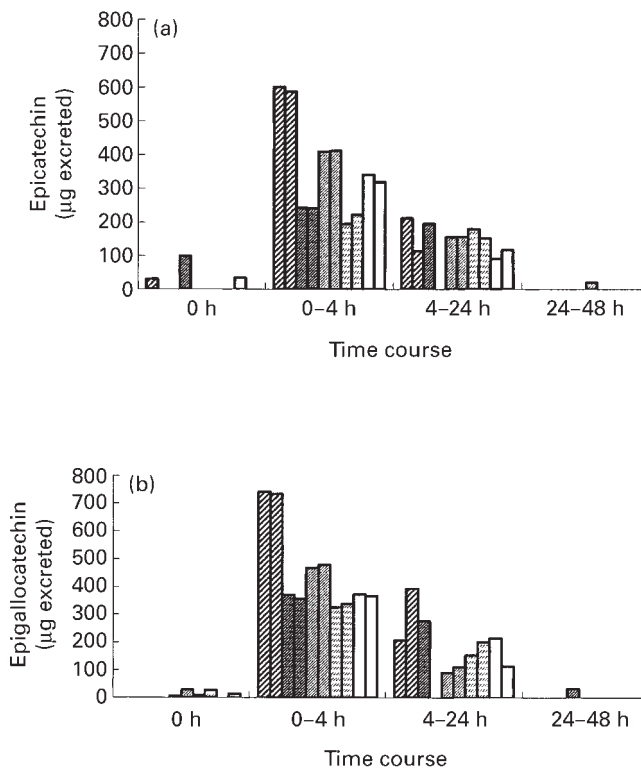 (a)
800
700
600
500
400
300
200
100
0
Epicatechin
(µg excreted)
0 h
0–4 h
4–24 h
24–48 h
Time course
(b)
800
700
600
500
400
300
200
100
0
Epigallocatechin
(µg excreted)
0 h
0–4 h
4–24 h
24–48 h
Time course